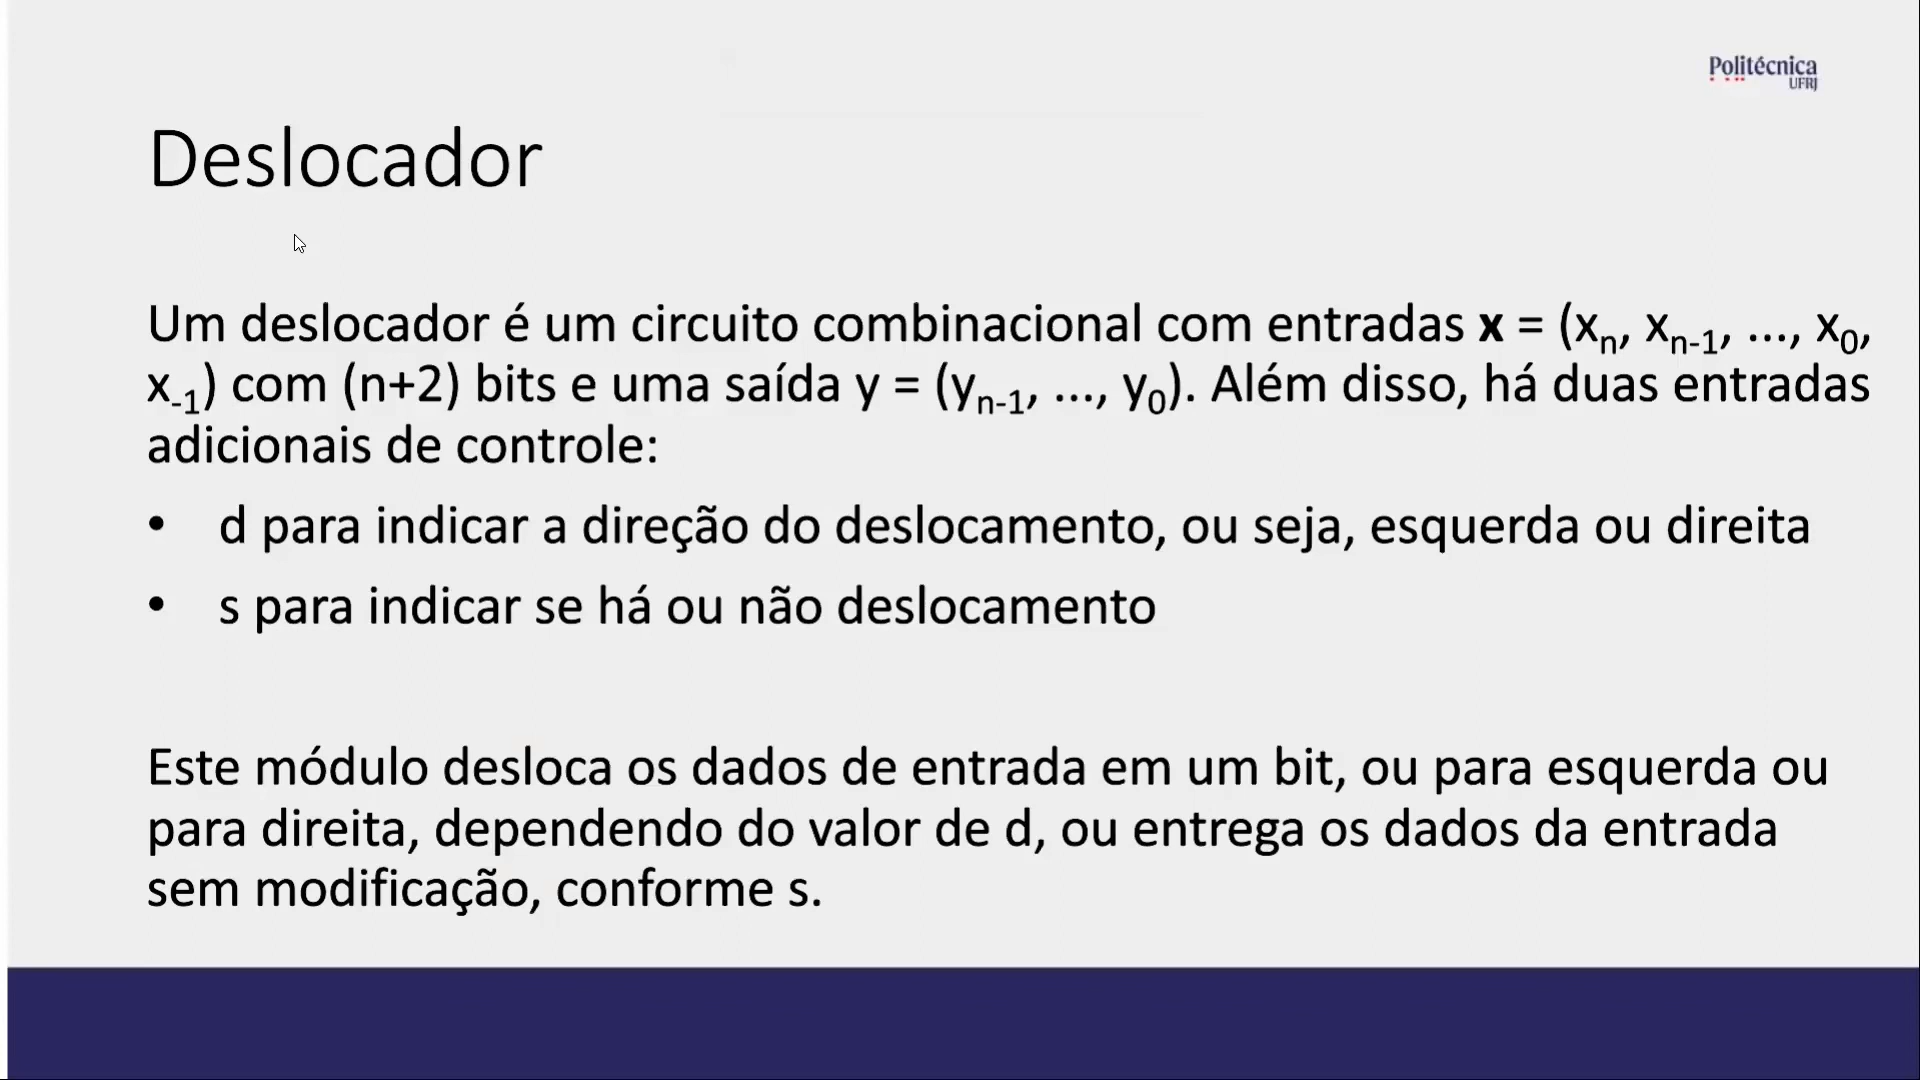 Politécnica
UFRJ
Deslocador
Um deslocador é um circuito combinacional com entradas x = (xₙ, xₙ₋₁, ..., x₀,
x₋₁) com (n+2) bits e uma saída y = (yₙ₋₁, ..., y₀). Além disso, há duas entradas
adicionais de controle:
• d para indicar a direção do deslocamento, ou seja, esquerda ou direita
• s para indicar se há ou não deslocamento
Este módulo desloca os dados de entrada em um bit, ou para esquerda ou
para direita, dependendo do valor de d, ou entrega os dados da entrada
sem modificação, conforme s.